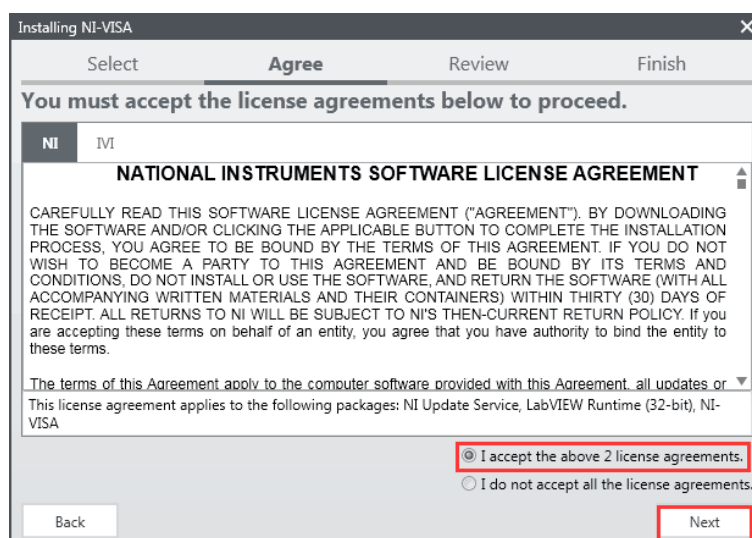 Installing NI-VISA
Select Agree Review Finish
You must accept the license agreements below to proceed.
NI IVI
NATIONAL INSTRUMENTS SOFTWARE LICENSE AGREEMENT
CAREFULLY READ THIS SOFTWARE LICENSE AGREEMENT ("AGREEMENT"). BY DOWNLOADING
THE SOFTWARE AND/OR CLICKING THE APPLICABLE BUTTON TO COMPLETE THE INSTALLATION
PROCESS, YOU AGREE TO BE BOUND BY THE TERMS OF THIS AGREEMENT. IF YOU DO NOT
WISH TO BECOME A PARTY TO THIS AGREEMENT AND BE BOUND BY ITS TERMS AND
CONDITIONS, DO NOT INSTALL OR USE THE SOFTWARE, AND RETURN THE SOFTWARE (WITH ALL
ACCOMPANYING WRITTEN MATERIALS AND THEIR CONTAINERS) WITHIN THIRTY (30) DAYS OF
RECEIPT. ALL RETURNS TO NI WILL BE SUBJECT TO NI'S THEN-CURRENT RETURN POLICY. If you
are accepting these terms on behalf of an entity, you agree that you have authority to bind the entity to
these terms.
The terms of this Agreement apply to the computer software provided with this Agreement, all updates or
This license agreement applies to the following packages: NI Update Service, LabVIEW Runtime (32-bit), NI-
VISA
I accept the above 2 license agreements.
I do not accept all the license agreements.
Back Next